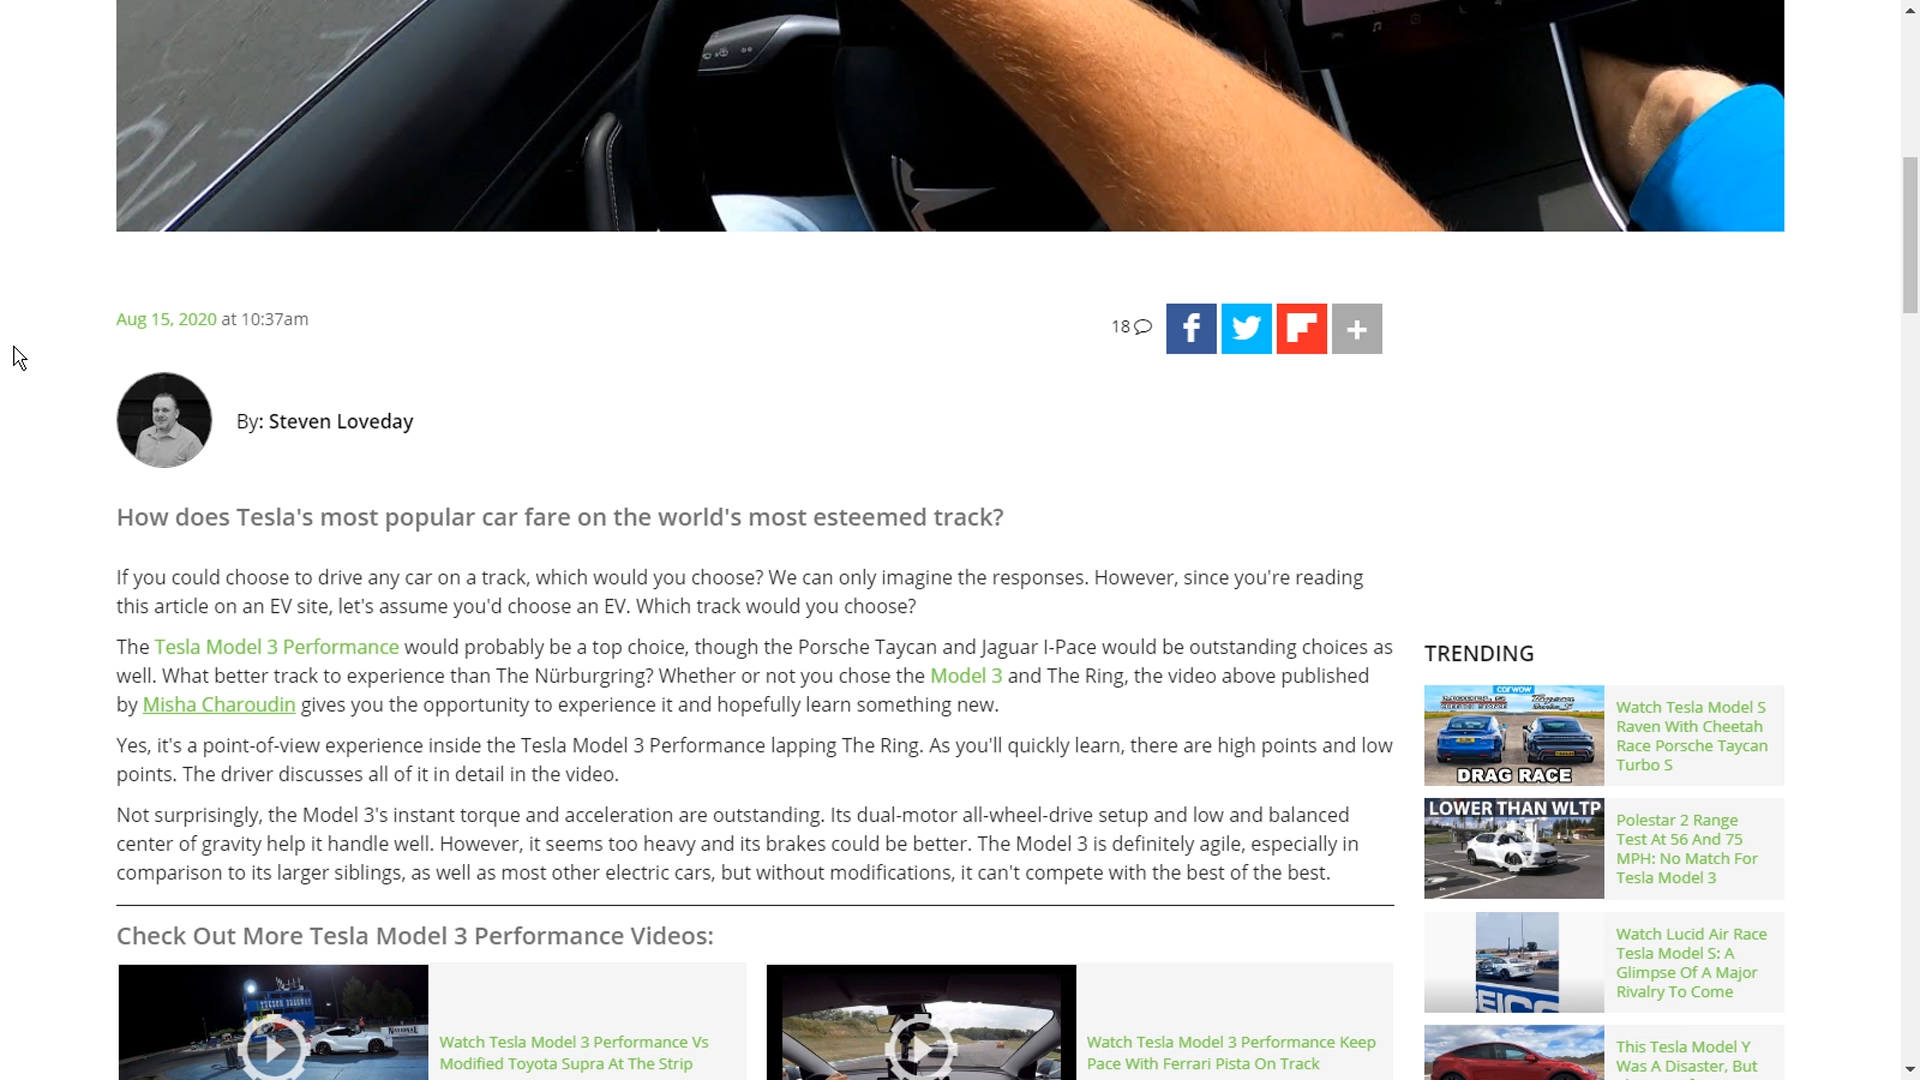 Aug 15, 2020 at 10:37am
18
By: Steven Loveday
How does Tesla's most popular car fare on the world's most esteemed track?
If you could choose to drive any car on a track, which would you choose? We can only imagine the responses. However, since you're reading
this article on an EV site, let's assume you'd choose an EV. Which track would you choose?
The Tesla Model 3 Performance would probably be a top choice, though the Porsche Taycan and Jaguar I-Pace would be outstanding choices as
well. What better track to experience than The Nürburgring? Whether or not you chose the Model 3 and The Ring, the video above published
by Misha Charoudin gives you the opportunity to experience it and hopefully learn something new.
Yes, it's a point-of-view experience inside the Tesla Model 3 Performance lapping The Ring. As you'll quickly learn, there are high points and low
points. The driver discusses all of it in detail in the video.
Not surprisingly, the Model 3's instant torque and acceleration are outstanding. Its dual-motor all-wheel-drive setup and low and balanced
center of gravity help it handle well. However, it seems too heavy and its brakes could be better. The Model 3 is definitely agile, especially in
comparison to its larger siblings, as well as most other electric cars, but without modifications, it can't compete with the best of the best.
Check Out More Tesla Model 3 Performance Videos:
Watch Tesla Model 3 Performance Vs
Modified Toyota Supra At The Strip
Watch Tesla Model 3 Performance Keep
Pace With Ferrari Pista On Track
TRENDING
carwow
DRAG RACE
Watch Tesla Model S
Raven With Cheetah
Race Porsche Taycan
Turbo S
LOWER THAN WLTP
Polestar 2 Range
Test At 56 And 75
MPH: No Match For
Tesla Model 3
Watch Lucid Air Race
Tesla Model S: A
Glimpse Of A Major
Rivalry To Come
This Tesla Model Y
Was A Disaster, But